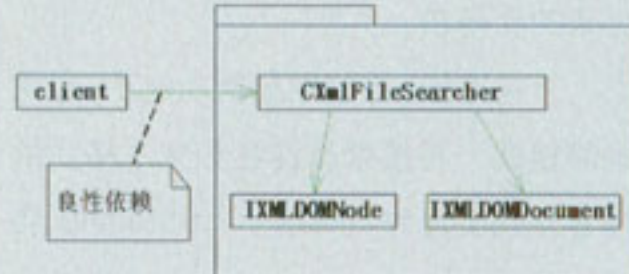 client
CXmlFileSearcher
良性依赖
IXMLDOMNode
IXMLDOMDocument